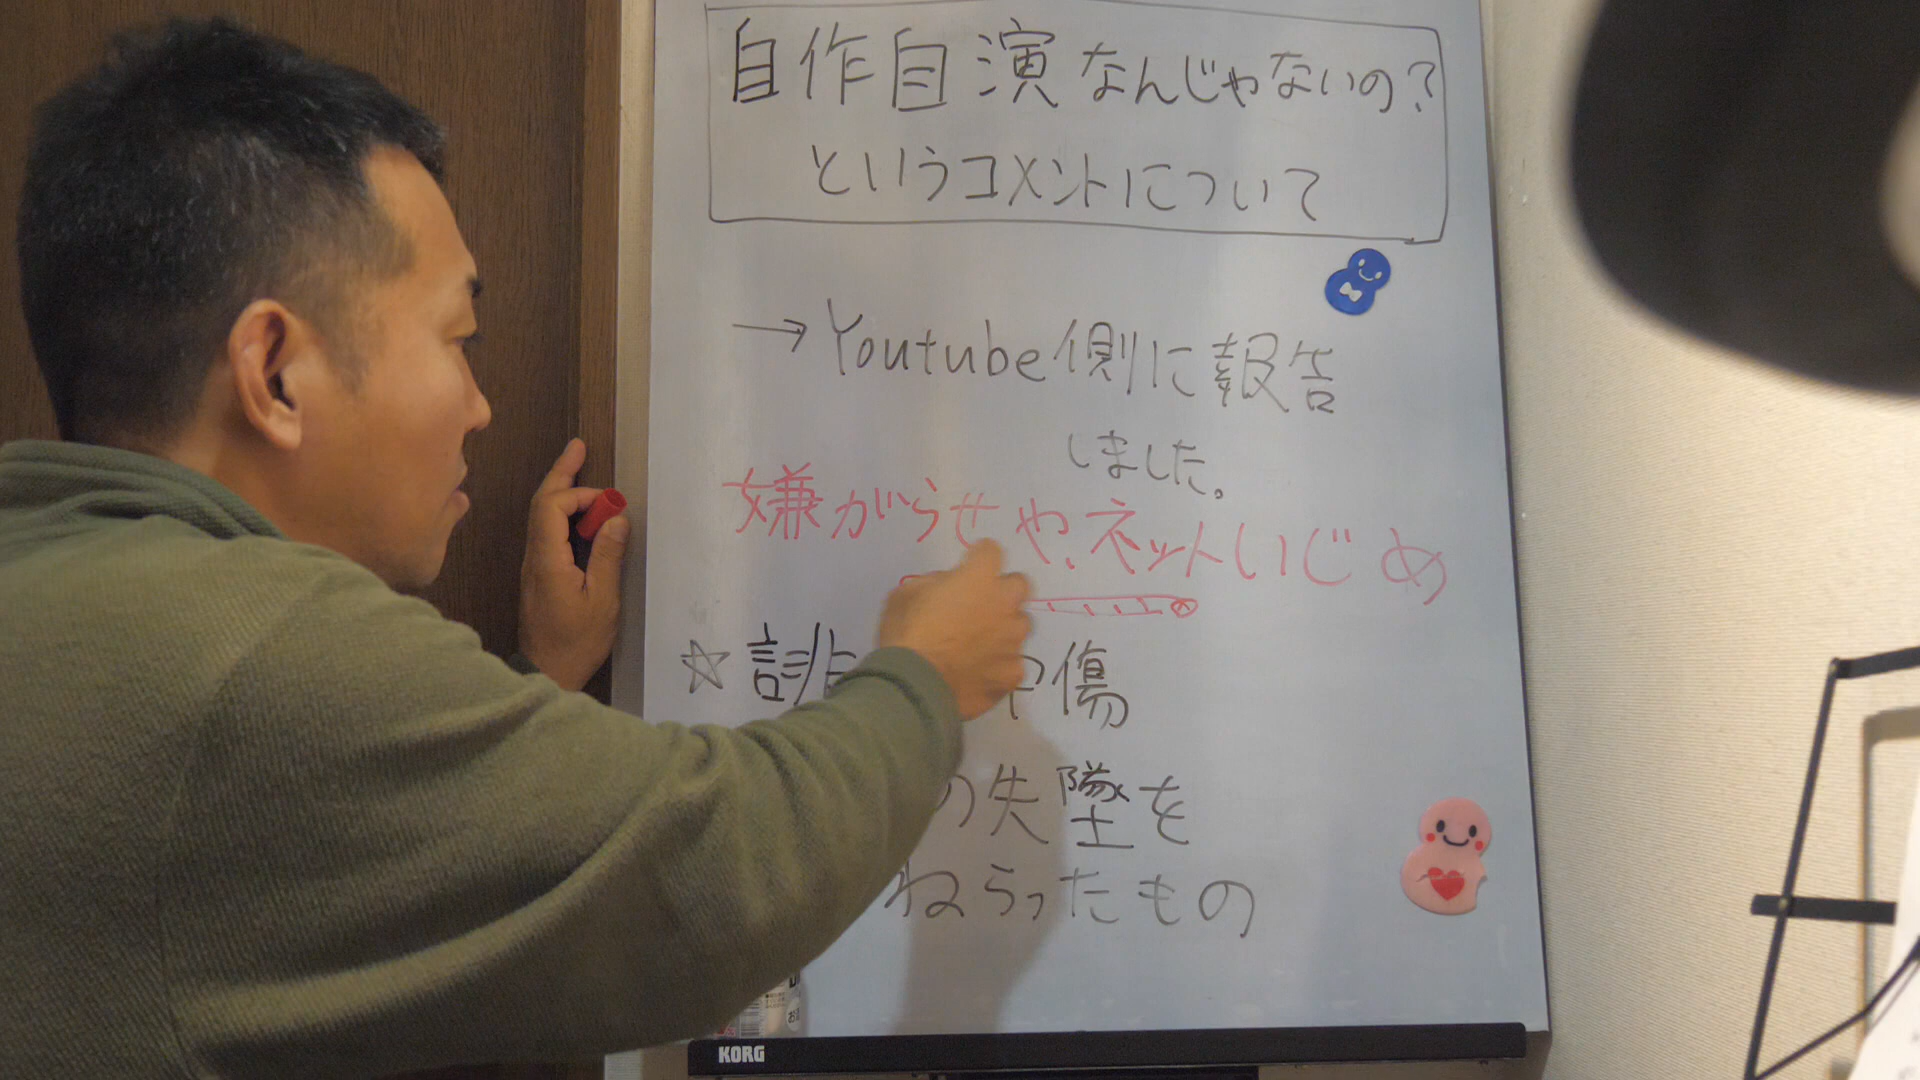 自作自演なんじゃないの?
というコメントについて
→Youtube側に報告
しました。
嫌がらせや、ネットいじめ
☆誹 中傷
の失墜を
ねらったもの
KORG